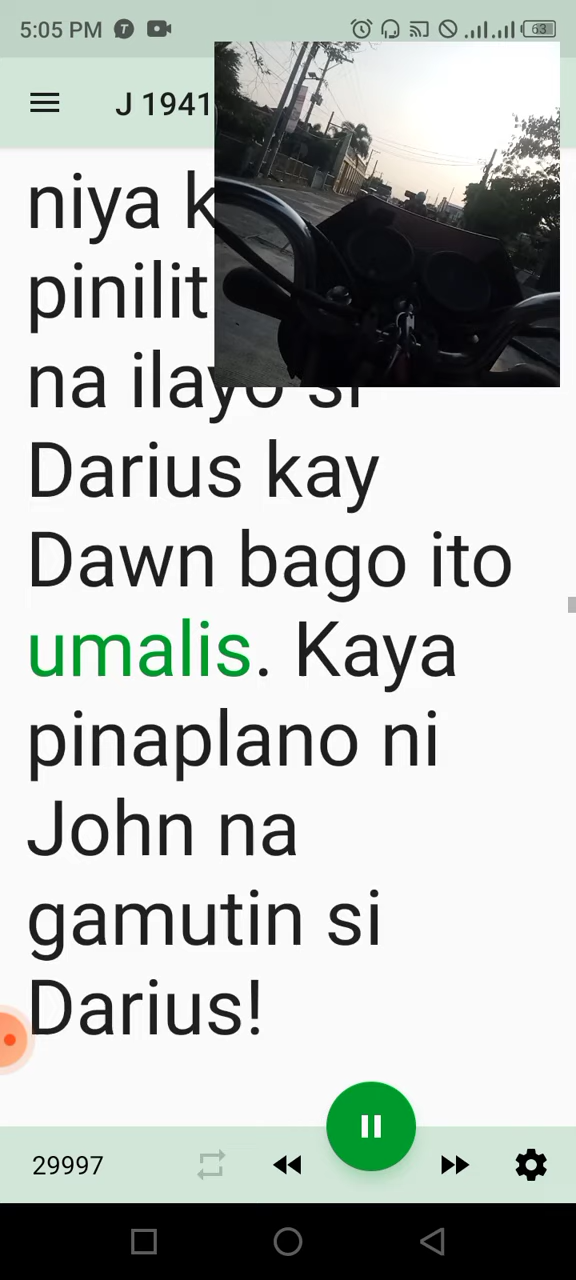 5:05 PM
63
J 1941
niya
pinilit
na ilayo si
Darius kay
Dawn bago ito
umalis. Kaya
pinaplano ni
John na
gamutin si
Darius!
29997